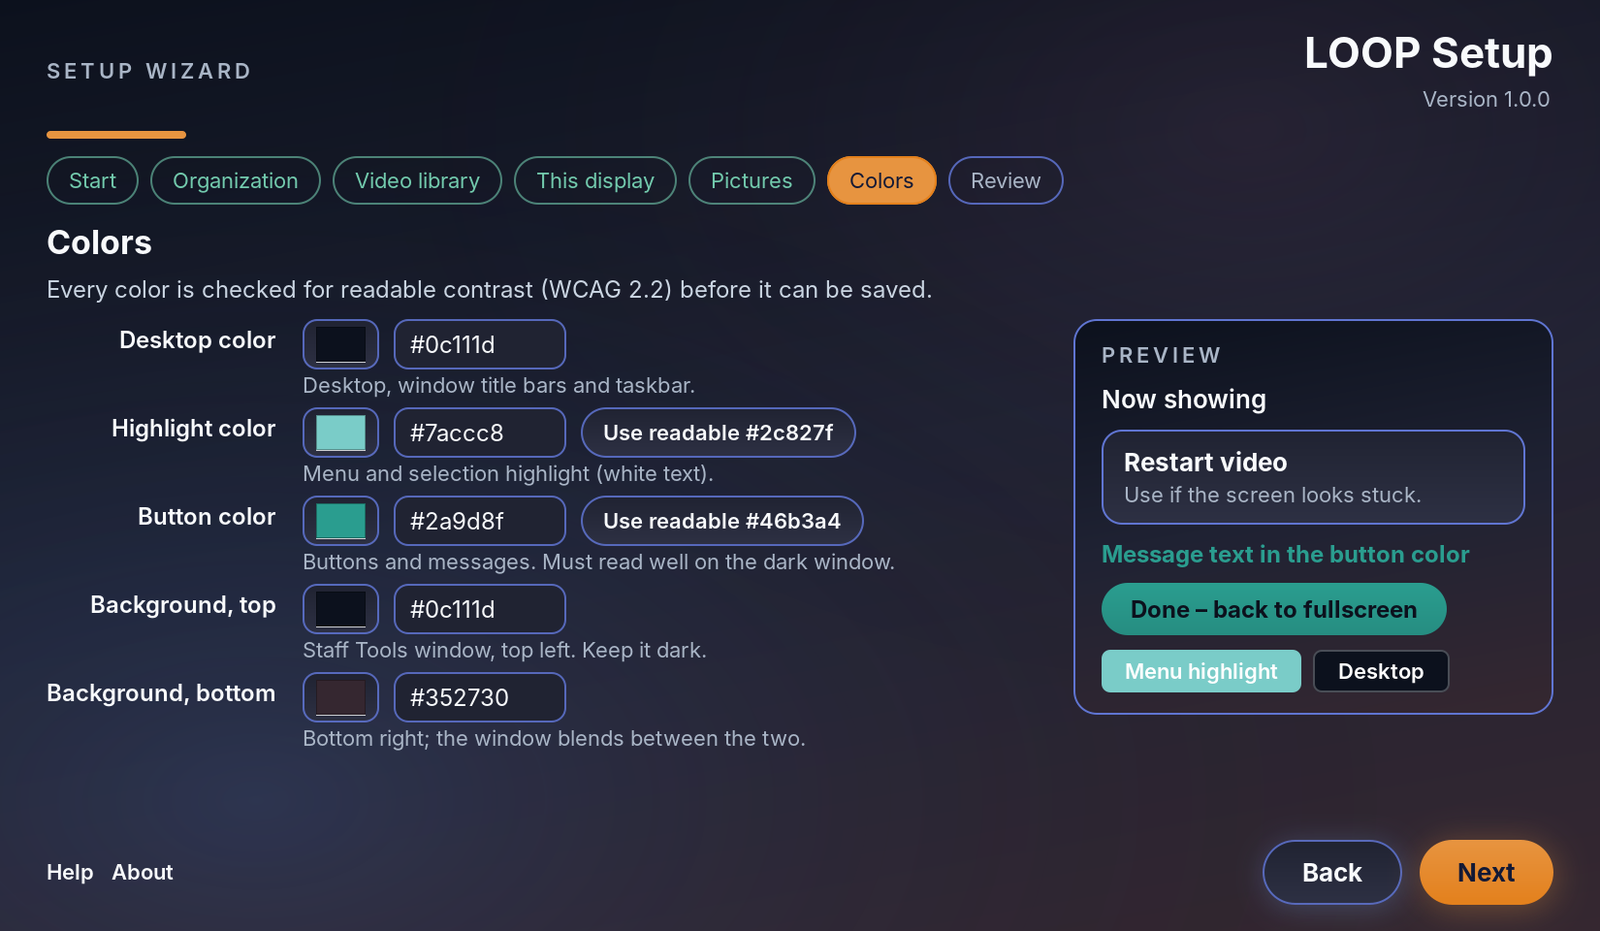 SETUP WIZARD
LOOP Setup
Version 1.0.0
Start
Organization
Video library
This display
Pictures
Colors
Review
Colors
Every color is checked for readable contrast (WCAG 2.2) before it can be saved.
Desktop color
#0c111d
Desktop, window title bars and taskbar.
Highlight color
#7accc8
Use readable #2c827f
Menu and selection highlight (white text).
Button color
#2a9d8f
Use readable #46b3a4
Buttons and messages. Must read well on the dark window.
Background, top
#0c111d
Staff Tools window, top left. Keep it dark.
Background, bottom
#352730
Bottom right; the window blends between the two.
PREVIEW
Now showing
Restart video
Use if the screen looks stuck.
Message text in the button color
Done – back to fullscreen
Menu highlight
Desktop
Help
About
Back
Next